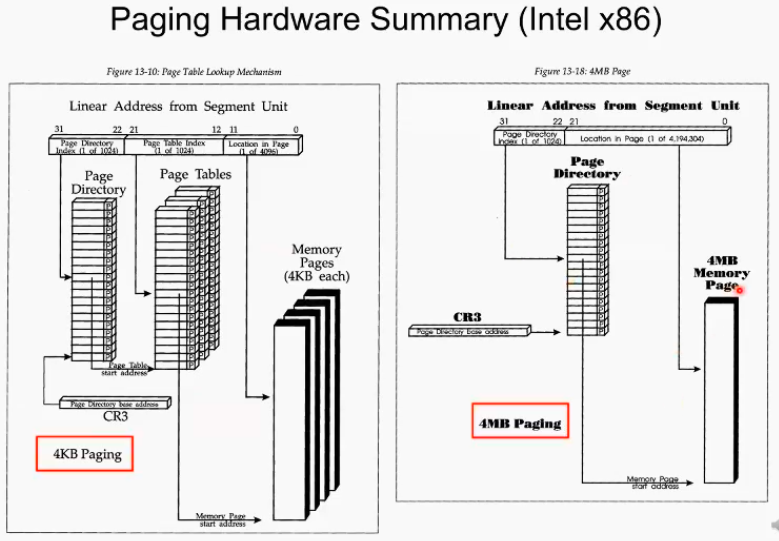 Paging Hardware Summary (Intel x86)
Figure 13-10: Page Table Lookup Mechanism
Linear Address from Segment Unit
31 22 21 12 11 0
Page Directory Index (1 of 1024)
Page Table Index (1 of 1024)
Location in Page (1 of 4096)
Page
Directory
Page Tables
Memory
Pages
(4KB each)
Page Table
start address
Page Directory base address
CR3
4KB Paging
Memory Page
start address
Figure 13-18: 4MB Page
Linear Address from Segment Unit
31 22 21 0
Page Directory
Index (1 of 1024)
Location in Page (1 of 4,194,304)
Page
Directory
4MB
Memory
Page
CR3
Page Directory base address
4MB Paging
Memory Page
start address